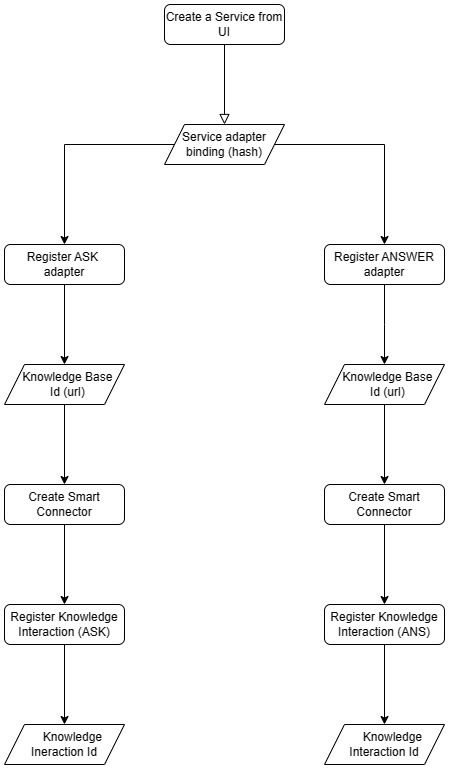 Create a Service from
UI
Service adapter
binding (hash)
Register ASK
adapter
Register ANSWER
adapter
Knowledge Base
Id (url)
Knowledge Base
Id (url)
Create Smart
Connector
Create Smart
Connector
Register Knowledge
Interaction (ASK)
Register Knowledge
Interaction (ANS)
Knowledge
Ineraction Id
Knowledge
Interaction Id